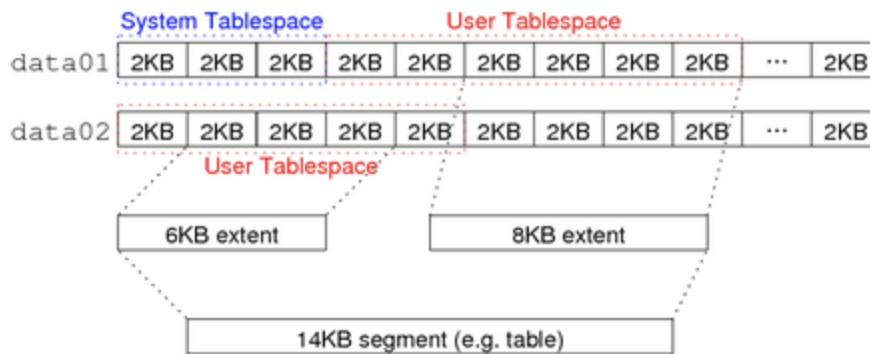 System Tablespace User Tablespace
data01 2KB 2KB 2KB 2KB 2KB 2KB 2KB 2KB 2KB ... 2KB
data02 2KB 2KB 2KB 2KB 2KB 2KB 2KB 2KB 2KB ... 2KB
User Tablespace
6KB extent 8KB extent
14KB segment (e.g. table)